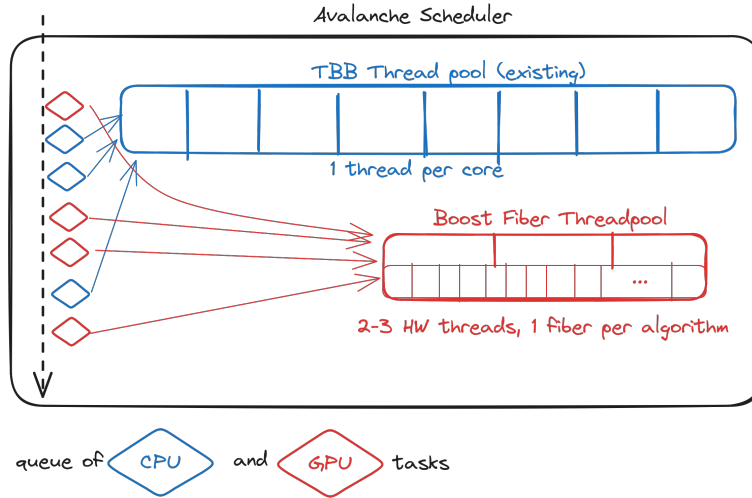 Avalanche Scheduler
TBB Thread pool (existing)
1 thread per core
Boost Fiber Threadpool
...
2-3 HW threads, 1 fiber per algorithm
queue of CPU and GPU tasks